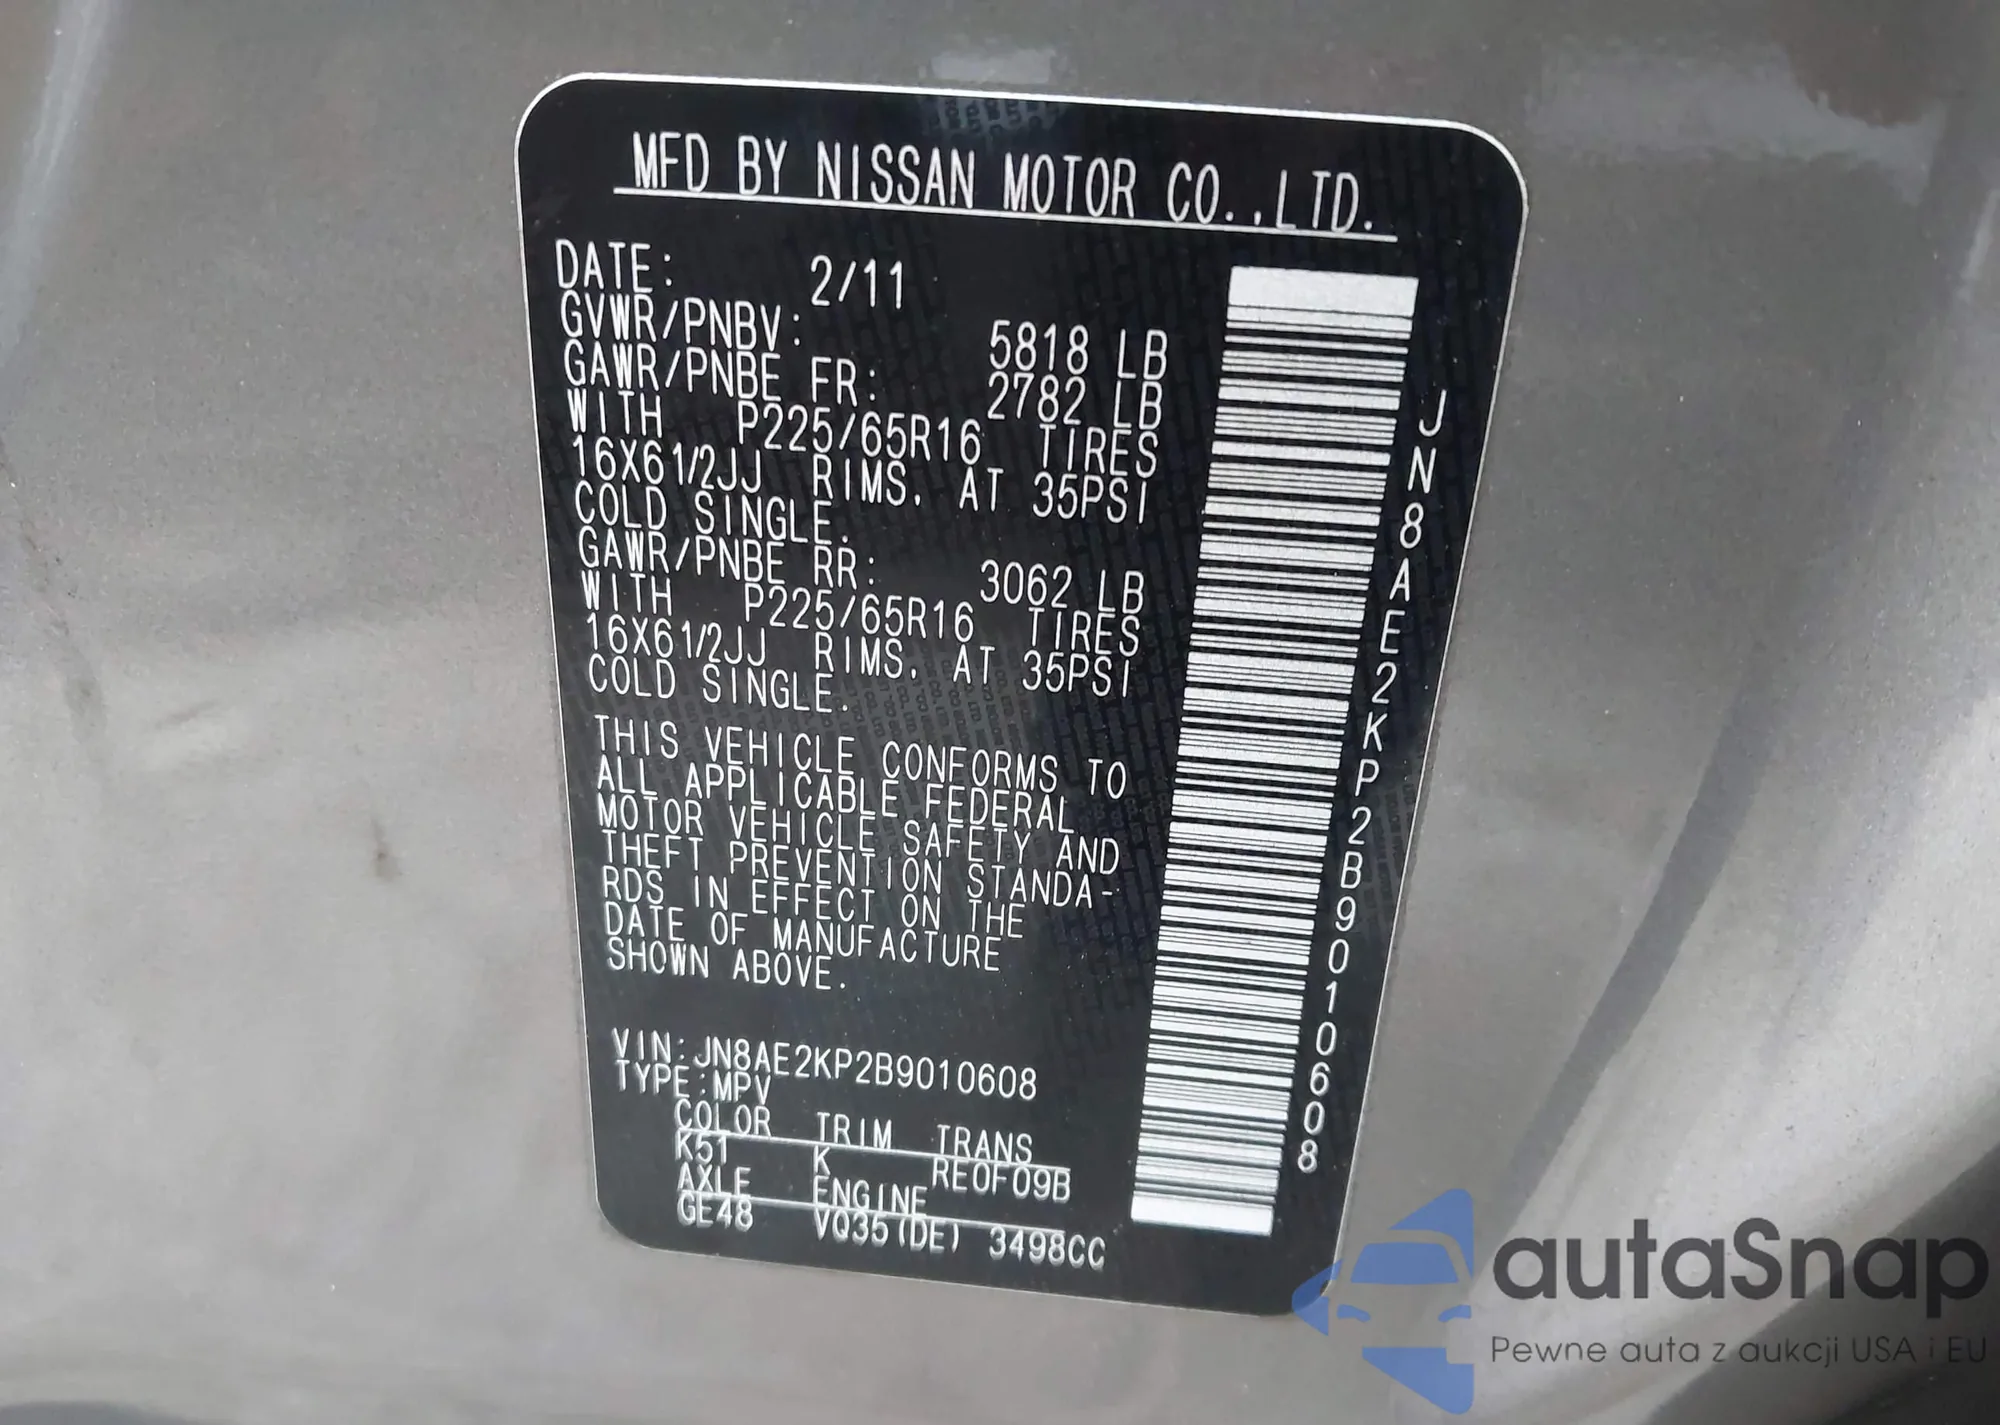 MFD BY NISSAN MOTOR CO.,LTD.
DATE: 2/11
GVWR/PNBV: 5818 LB
GAWR/PNBE FR: 2782 LB
WITH P225/65R16 TIRES
16X61/2JJ RIMS. AT 35PSI
COLD SINGLE.
GAWR/PNBE RR: 3062 LB
WITH P225/65R16 TIRES
16X61/2JJ RIMS. AT 35PSI
COLD SINGLE.
THIS VEHICLE CONFORMS TO
ALL APPLICABLE FEDERAL
MOTOR VEHICLE SAFETY AND
THEFT PREVENTION STANDA-
RDS IN EFFECT ON THE
DATE OF MANUFACTURE
SHOWN ABOVE.
VIN:JN8AE2KP2B9010608
TYPE:MPV
COLOR TRIM TRANS
K51 K RE0F09B
AXLE ENGINE
GE48 VQ35(DE) 3498CC
JN8AE2KP2B9010608
autaSnap
Pewne auta z aukcji USA i EU